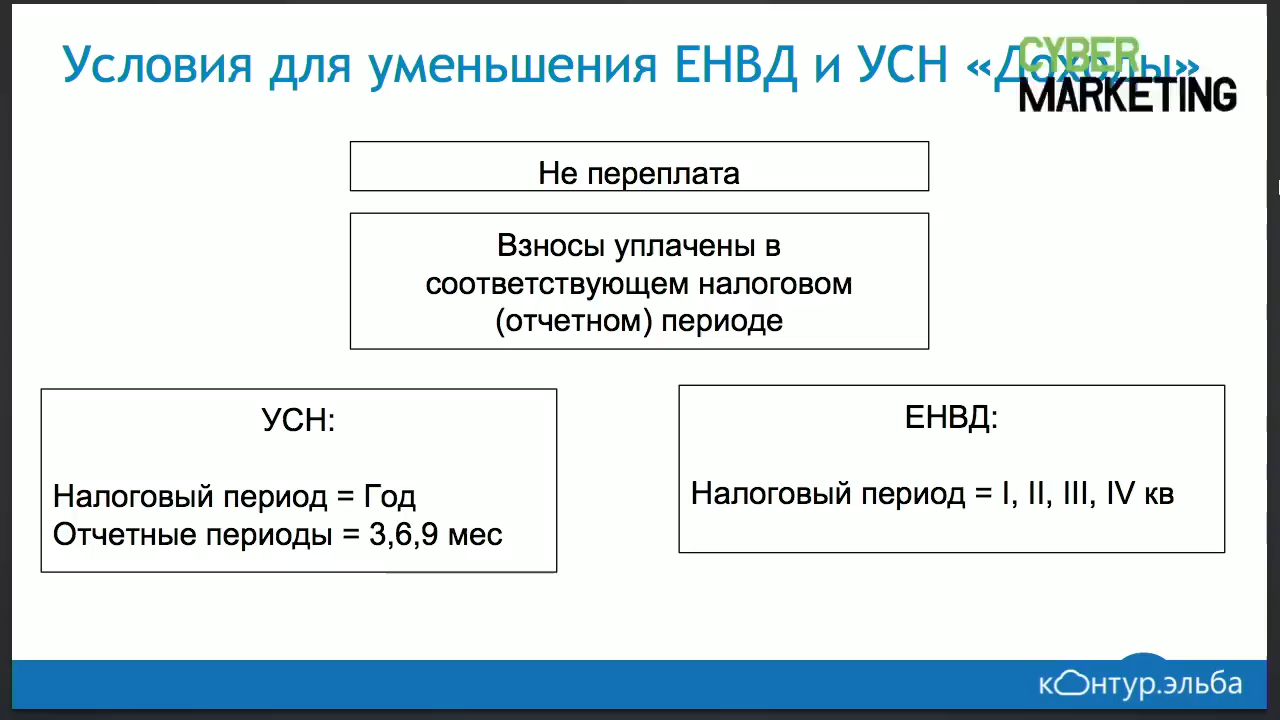 Условия для уменьшения ЕНВД и УСН «Доходы»
CYBER
MARKETING
Не переплата
Взносы уплачены в
соответствующем налоговом
(отчетном) периоде
УСН:
Налоговый период = Год
Отчетные периоды = 3,6,9 мес
ЕНВД:
Налоговый период = I, II, III, IV кв
контур.эльба